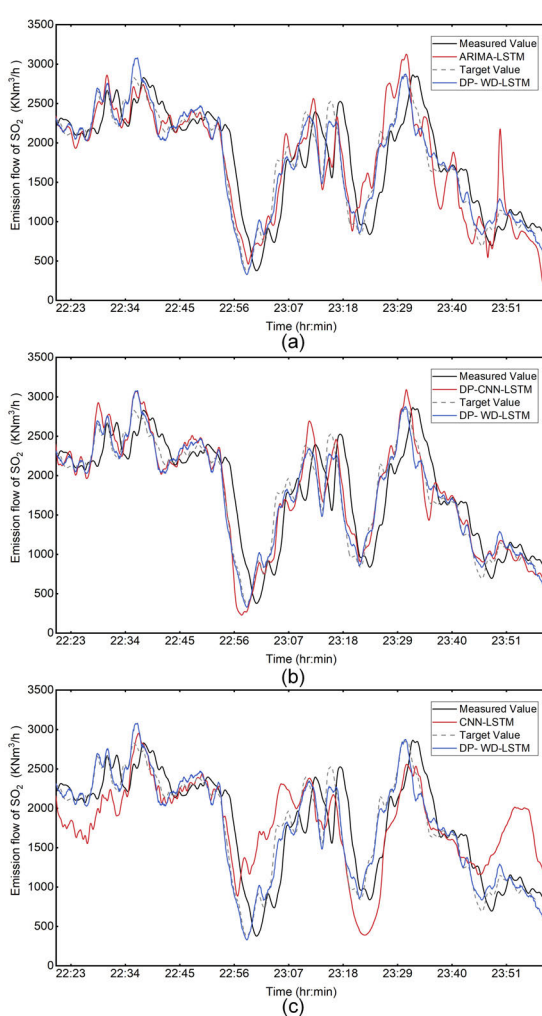 3500
3000
2500
2000
1500
1000
500
0
Emission flow of SO2 (KNm3/h)
Measured Value
ARIMA-LSTM
Target Value
DP- WD-LSTM
22:23 22:34 22:45 22:56 23:07 23:18 23:29 23:40 23:51
Time (hr:min)
(a)
3500
3000
2500
2000
1500
1000
500
0
Emission flow of SO2 (KNm3/h)
Measured Value
DP-CNN-LSTM
Target Value
DP- WD-LSTM
22:23 22:34 22:45 22:56 23:07 23:18 23:29 23:40 23:51
Time (hr:min)
(b)
3500
3000
2500
2000
1500
1000
500
0
Emission flow of SO2 (KNm3/h)
Measured Value
CNN-LSTM
Target Value
DP- WD-LSTM
22:23 22:34 22:45 22:56 23:07 23:18 23:29 23:40 23:51
Time (hr:min)
(c)